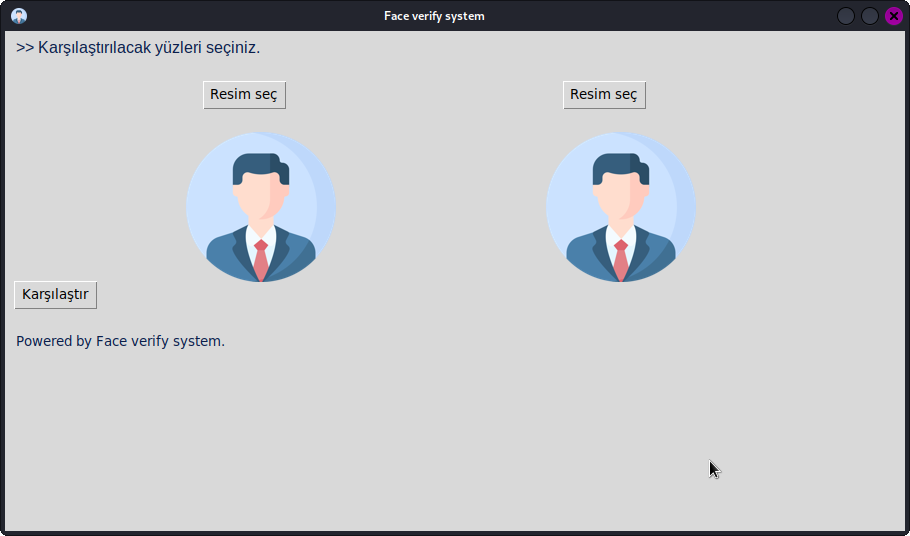 Face verify system
>> Karşılaştırılacak yüzleri seçiniz.
Resim seç Resim seç
Karşılaştır
Powered by Face verify system.